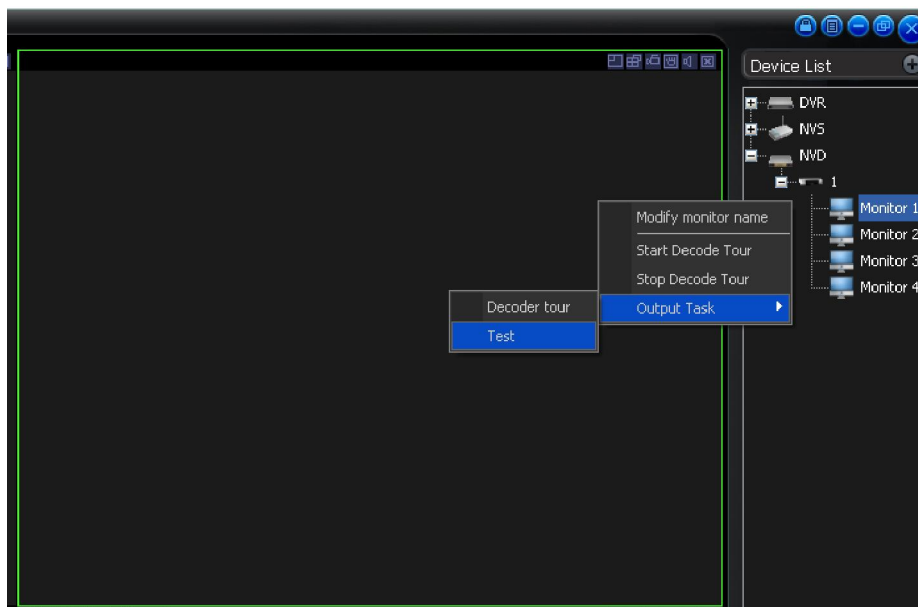 Device List
DVR
NVS
NVD
1
Monitor 1
Monitor 2
Monitor 3
Monitor 4
Modify monitor name
Start Decode Tour
Stop Decode Tour
Output Task
Decoder tour
Test